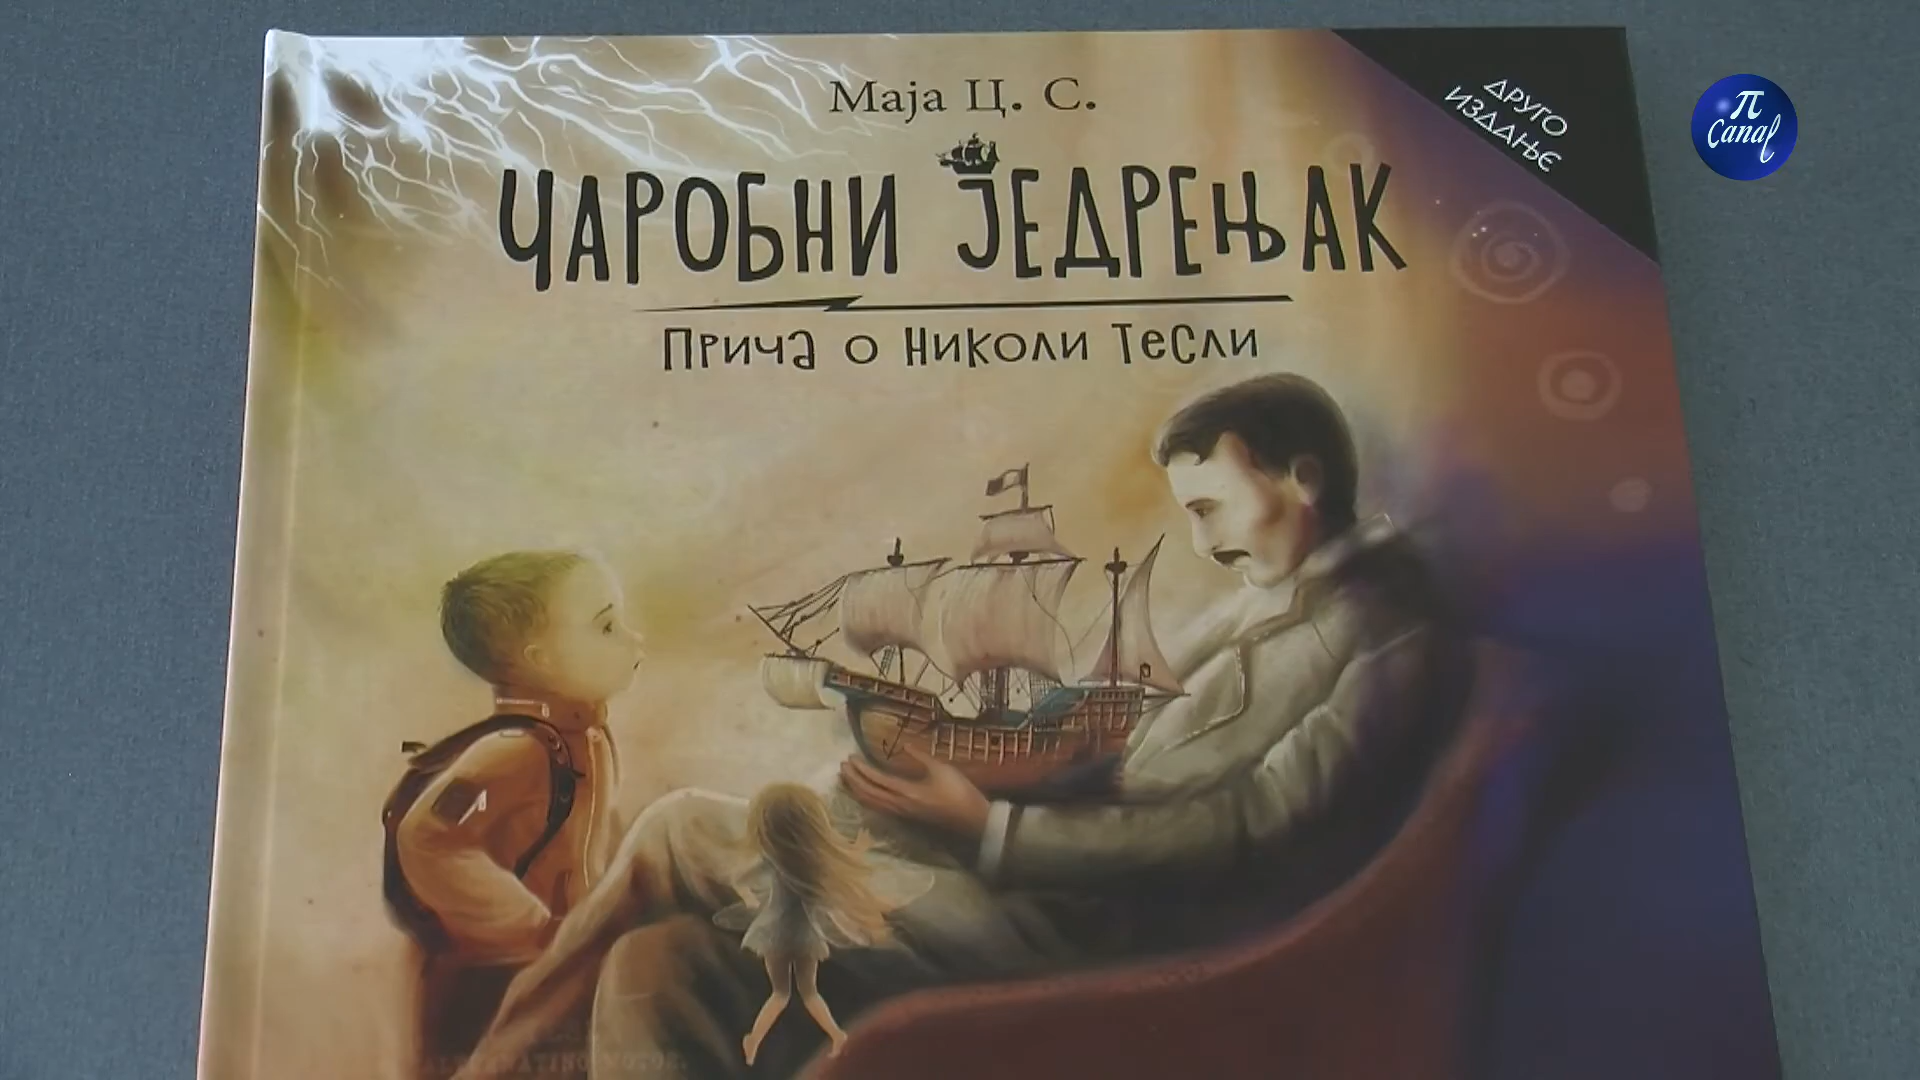 Маја Ц. С.
ЧАРОБНИ ЈЕДРЕЊАК
Прича о Николи Тесли
ДРУГО
ИЗДАЊЕ
π
Canal